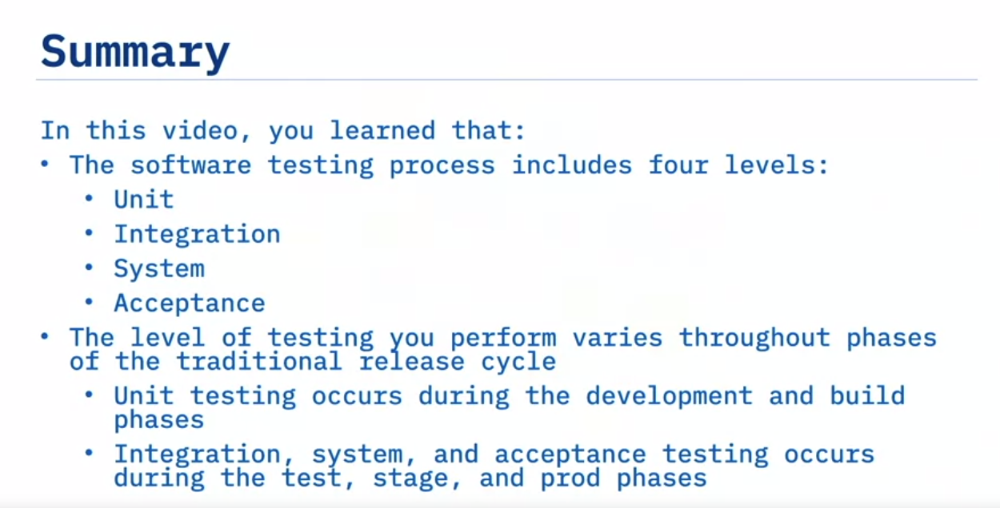 Summary
In this video, you learned that:
• The software testing process includes four levels:
• Unit
• Integration
• System
• Acceptance
• The level of testing you perform varies throughout phases
of the traditional release cycle
• Unit testing occurs during the development and build
phases
• Integration, system, and acceptance testing occurs
during the test, stage, and prod phases